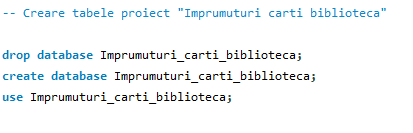 -- Creare tabele proiect "Imprumuturi carti biblioteca"
drop database Imprumuturi_carti_biblioteca;
create database Imprumuturi_carti_biblioteca;
use Imprumuturi_carti_biblioteca;